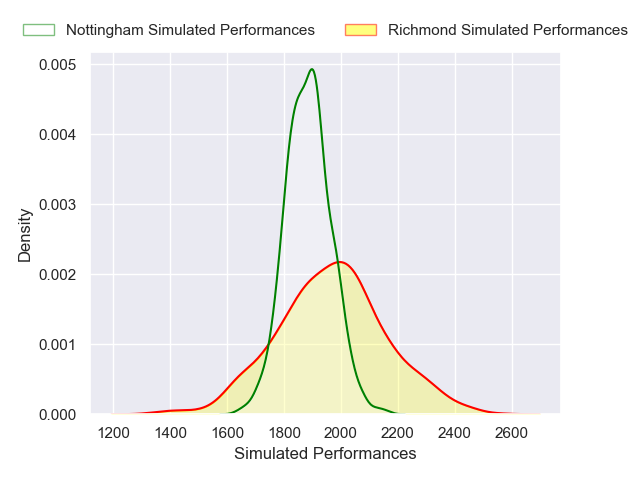 Nottingham Simulated Performances Richmond Simulated Performances
0.005
0.004
0.003
0.002
0.001
0.000
Density
1200 1400 1600 1800 2000 2200 2400 2600
Simulated Performances